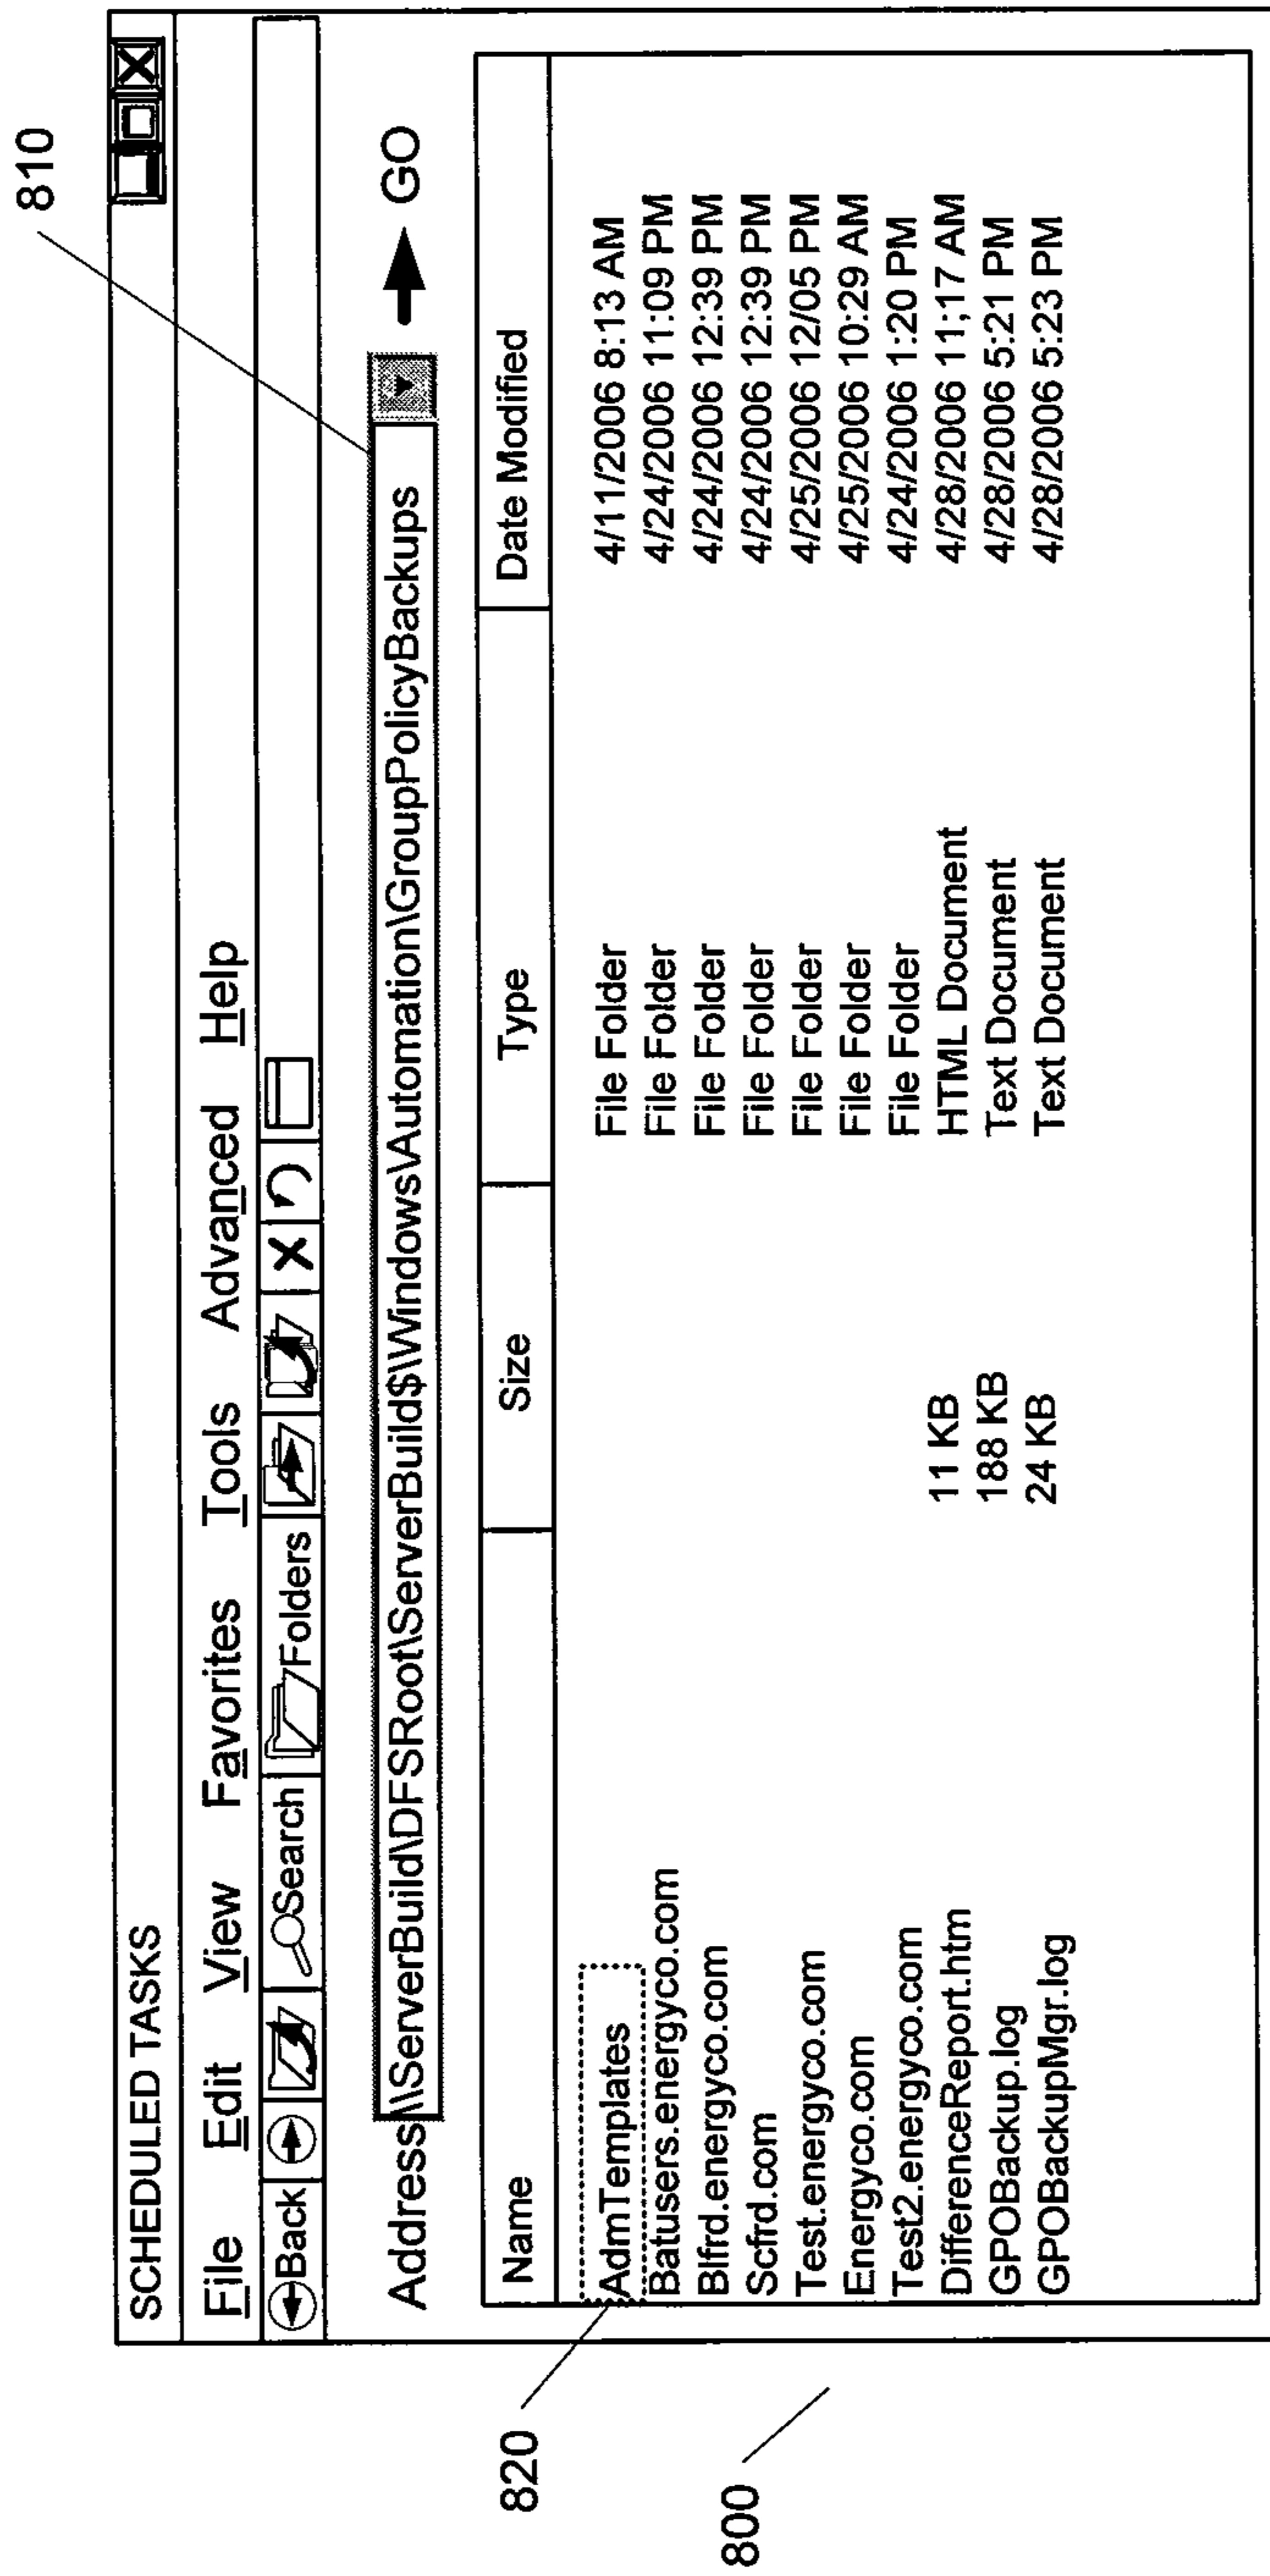 810
SCHEDULED TASKS
File Edit View Favorites Tools Advanced Help
Back Search Folders
Address \\ServerBuild\DFSRoot\ServerBuild$\Windows\Automation\GroupPolicyBackups GO
Name Size Type Date Modified
820
AdmTemplates File Folder 4/11/2006 8:13 AM
Batusers.energyco.com File Folder 4/24/2006 11:09 PM
Blfrd.energyco.com File Folder 4/24/2006 12:39 PM
Scfrd.com File Folder 4/24/2006 12:39 PM
Test.energyco.com File Folder 4/25/2006 12/05 PM
Energyco.com File Folder 4/25/2006 10:29 AM
Test2.energyco.com File Folder 4/24/2006 1:20 PM
DifferenceReport.htm 11 KB HTML Document 4/28/2006 11;17 AM
GPOBackup.log 188 KB Text Document 4/28/2006 5:21 PM
GPOBackupMgr.log 24 KB Text Document 4/28/2006 5:23 PM
800